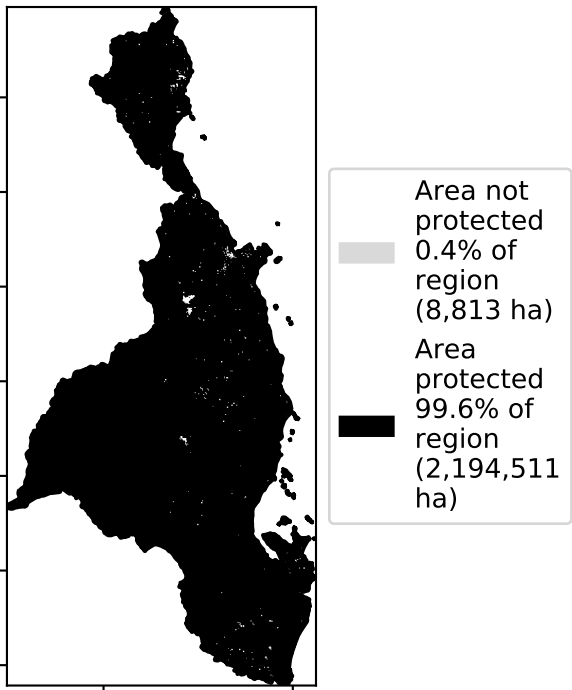 Area not
protected
0.4% of
region
(8,813 ha)
Area
protected
99.6% of
region
(2,194,511
ha)